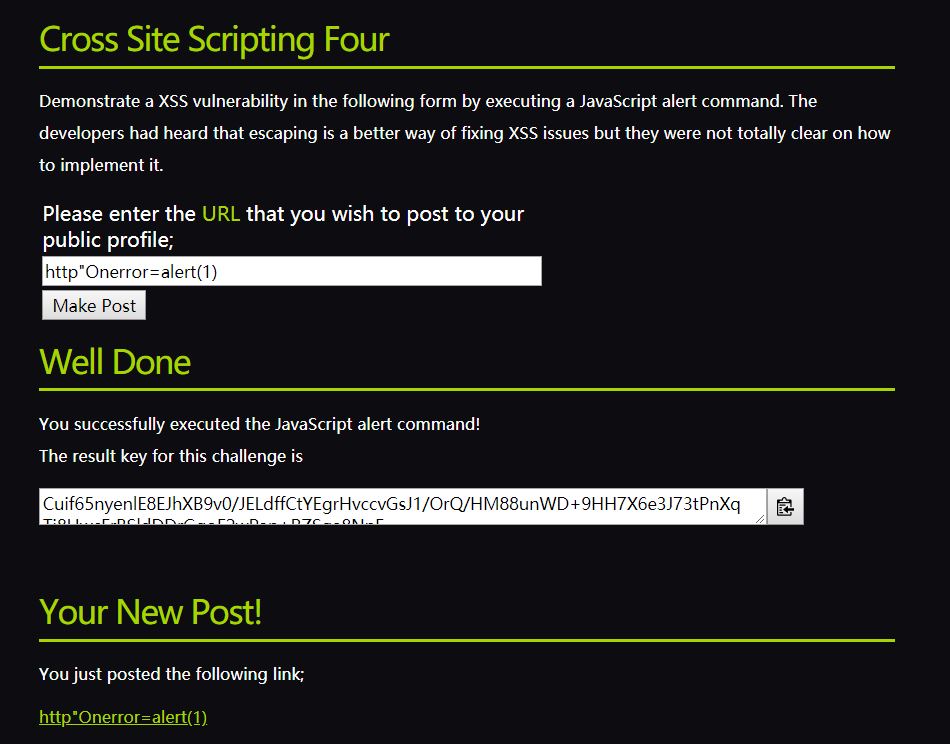 Cross Site Scripting Four
Demonstrate a XSS vulnerability in the following form by executing a JavaScript alert command. The
developers had heard that escaping is a better way of fixing XSS issues but they were not totally clear on how
to implement it.
Please enter the URL that you wish to post to your
public profile;
http"Onerror=alert(1)
Make Post
Well Done
You successfully executed the JavaScript alert command!
The result key for this challenge is
Cuif65nyenlE8EJhXB9v0/JELdffCtYEgrHvccvGsJ1/OrQ/HM88unWD+9HH7X6e3J73tPnXq
Your New Post!
You just posted the following link;
http"Onerror=alert(1)